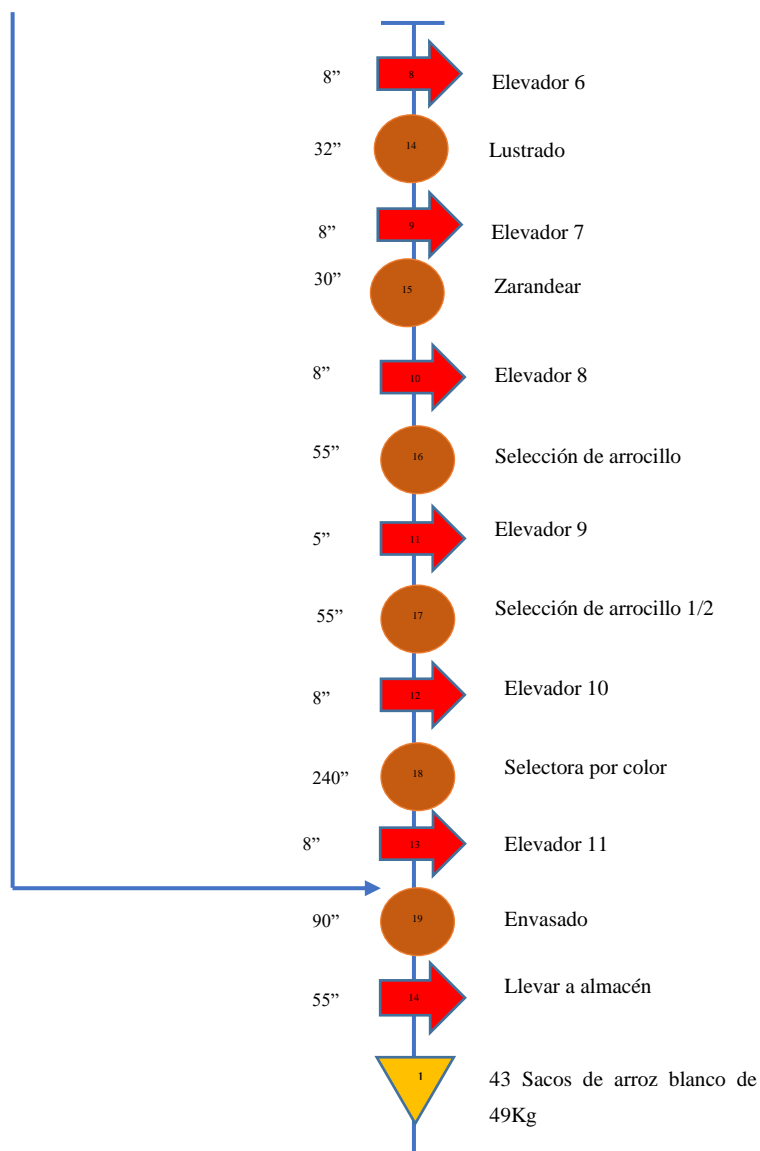 8” 8 Elevador 6
32” 14 Lustrado
8” 9 Elevador 7
30” 15 Zarandear
8” 10 Elevador 8
55” 16 Selección de arrocillo
5” 11 Elevador 9
55” 17 Selección de arrocillo 1/2
8” 12 Elevador 10
240” 18 Selectora por color
8” 13 Elevador 11
90” 19 Envasado
55” 14 Llevar a almacén
1 43 Sacos de arroz blanco de
49Kg